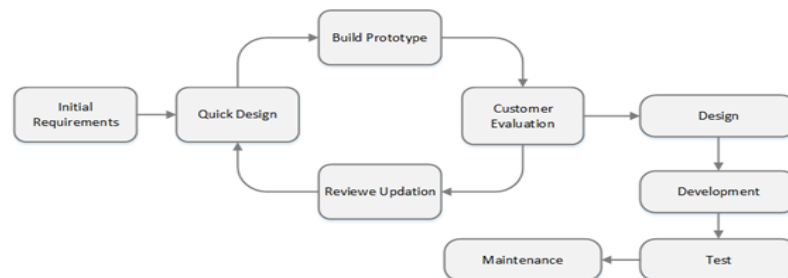 Build Prototype
Initial
Requirements
Quick Design
Customer
Evaluation
Design
Reviewe Updation
Development
Maintenance
Test